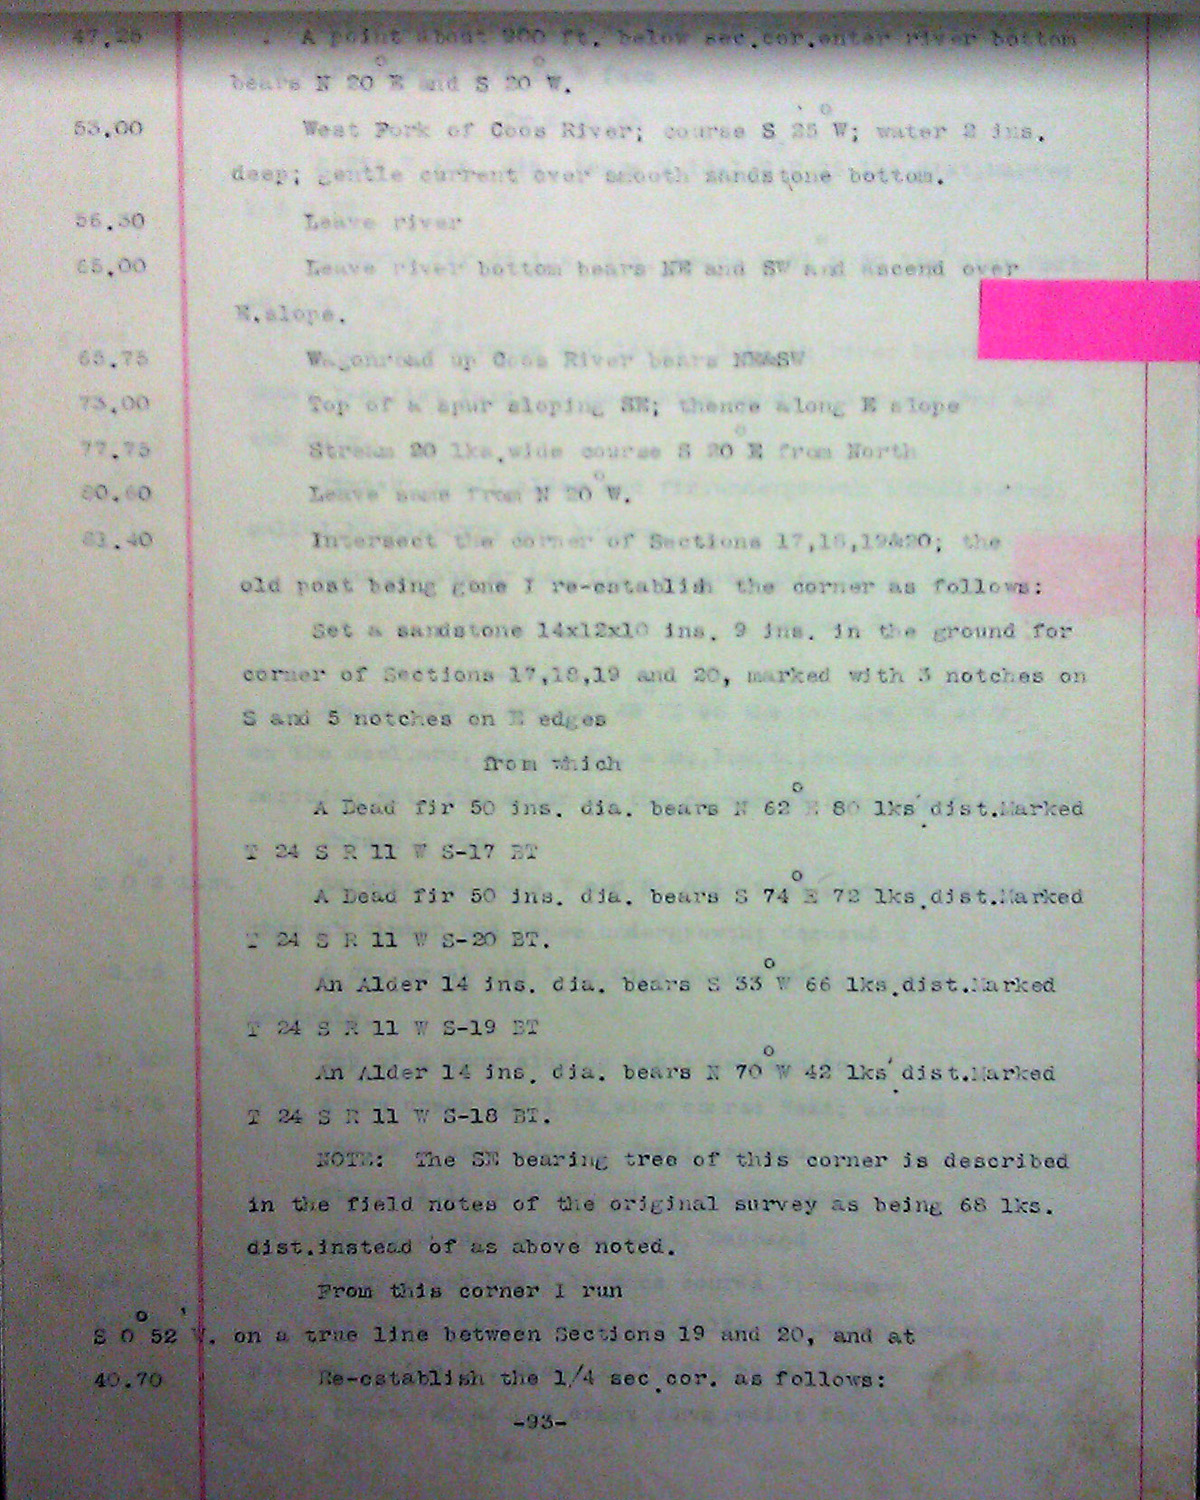 47.25 . A point about 900 ft. below sec.cor.enter river bottom
bears N 20° E and S 20° W.
53.00 West Fork of Coos River; course S 25° W; water 2 ins.
deep; gentle current over smooth sandstone bottom.
56.50 Leave river
65.00 Leave river bottom bears NE and SW and ascend over
N.slope.
65.75 Wagonroad up Coos River bears NE&SW
73.00 Top of a spur sloping SE; thence along E slope
77.75 Stream 20 lks.wide course S 20° E from North
80.60 Leave same from N 20° W.
81.40 Intersect the corner of Sections 17,18,19&20; the
old post being gone I re-establish the corner as follows:
Set a sandstone 14x12x10 ins. 9 ins. in the ground for
corner of Sections 17,18,19 and 20, marked with 3 notches on
S and 5 notches on E edges
from which
A Dead fir 50 ins. dia. bears N 62° E 80 lks dist.Marked
T 24 S R 11 W S-17 BT
A Dead fir 50 ins. dia. bears S 74° E 72 lks.dist.Marked
T 24 S R 11 W S-20 BT.
An Alder 14 ins. dia. bears S 33° W 66 lks.dist.Marked
T 24 S R 11 W S-19 BT
An Alder 14 ins. dia. bears N 70° W 42 lks dist.Marked
T 24 S R 11 W S-18 BT.
NOTE: The SE bearing tree of this corner is described
in the field notes of the original survey as being 68 lks.
dist.instead of as above noted.
From this corner I run
S 0° 52' W. on a true line between Sections 19 and 20, and at
40.70 Re-establish the 1/4 sec.cor. as follows:
-93-